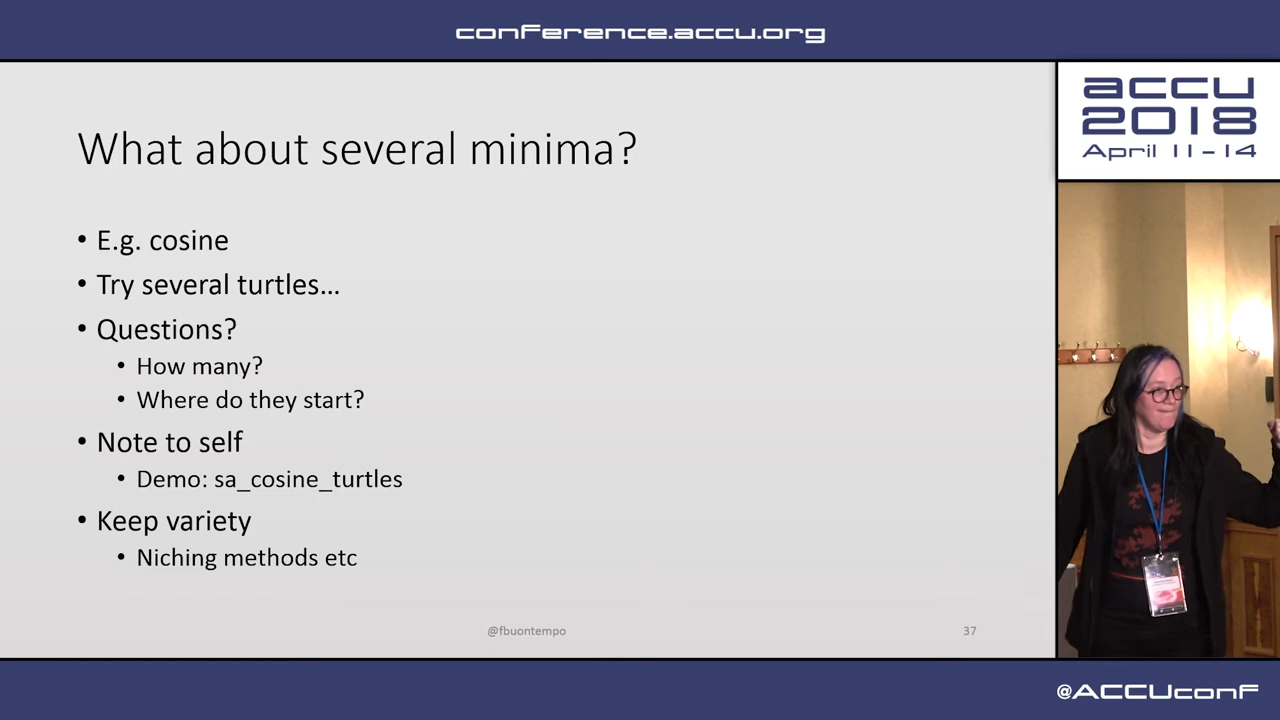 conference.accu.org
accu
2018
April 11-14
What about several minima?
• E.g. cosine
• Try several turtles…
• Questions?
• How many?
• Where do they start?
• Note to self
• Demo: sa_cosine_turtles
• Keep variety
• Niching methods etc
@fbuontempo
37
@ACCUconf